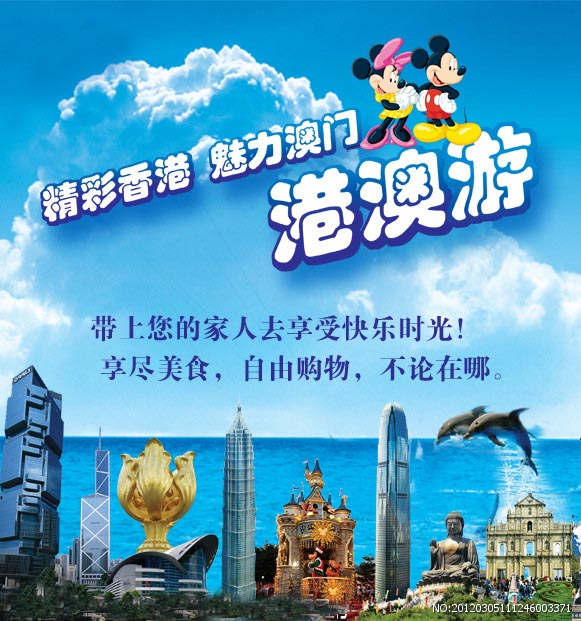 精彩香港 魅力澳门
港澳游
带上您的家人去享受快乐时光!
享尽美食，自由购物，不论在哪。
NO:20120305111246003371